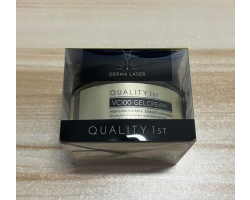 DERMA LASER
QUALITY 1ST
VC100 GELCREAM
QUALITY 1ST